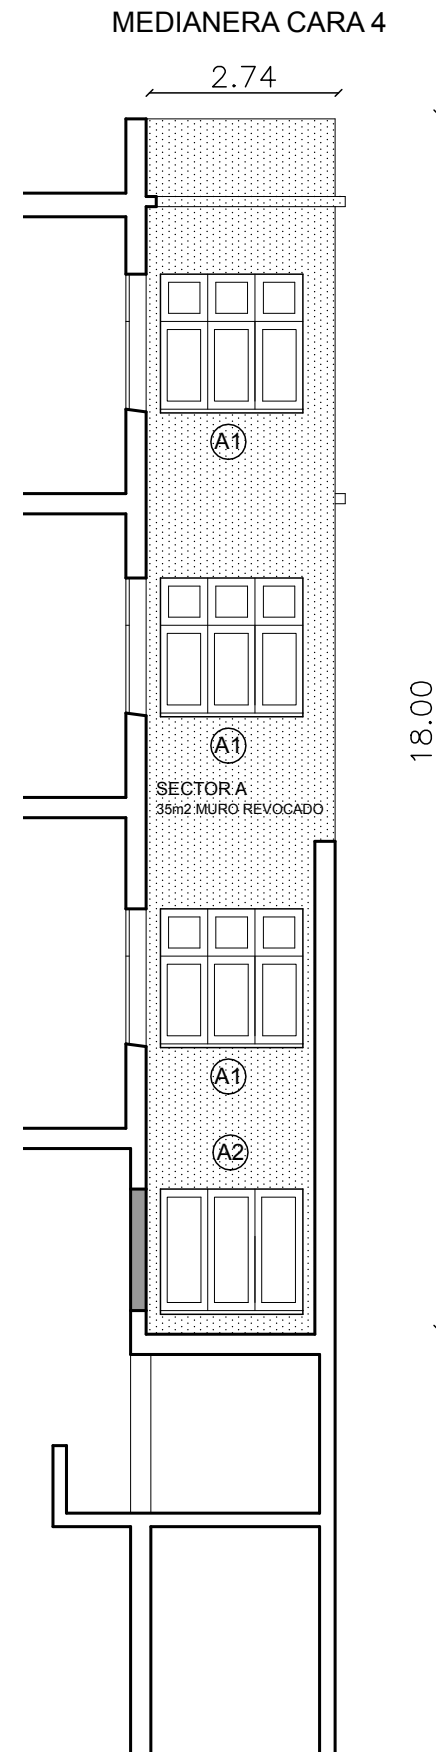 MEDIANERA CARA 4
2.74
A1
18.00
A1
SECTOR A
35m2 MURO REVOCADO
A1
A2